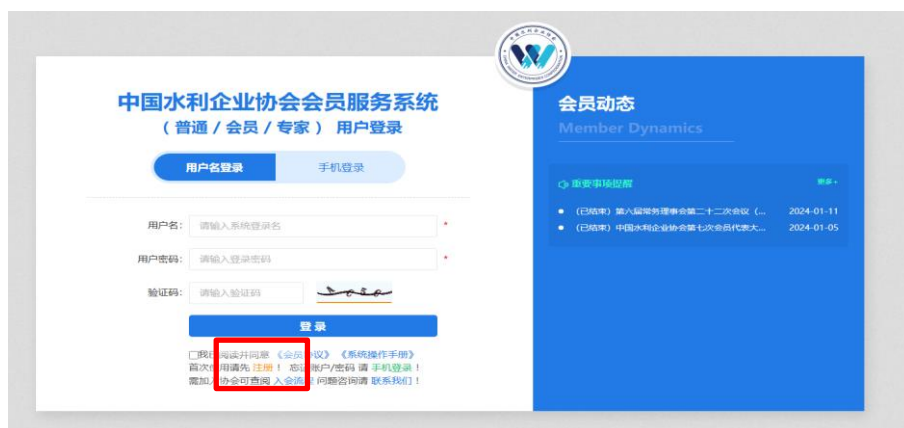 中国水利企业协会会员服务系统
（ 普通 / 会员 / 专家 ） 用户登录
用户名登录 手机登录
用户名： 请输入系统登录名 *
用户密码： 请输入登录密码 *
验证码： 请输入验证码
登 录
我已阅读并同意 《会员协议》 《系统操作手册》
首次使用请先 注册 ！ 忘记账户/密码 请 手机登录 ！
需加入协会可查阅 入会流程 问题咨询请 联系我们 ！
会员动态
Member Dynamics
重要事项提醒 更多+
（已结束）第八届常务理事会第二十二次会议（... 2024-01-11
（已结束）中国水利企业协会第七次会员代表大... 2024-01-05